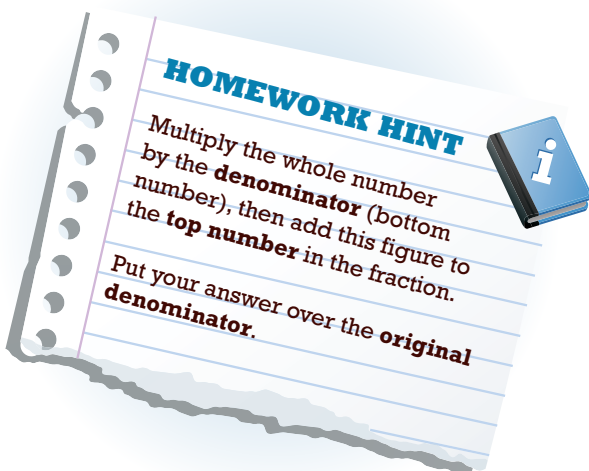 HOMEWORK HINT
Multiply the whole number
by the denominator (bottom
number), then add this figure to
the top number in the fraction.
Put your answer over the original
denominator.
i